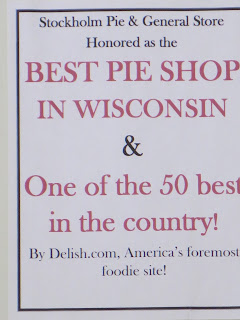 Stockholm Pie & General Store
Honored as the
BEST PIE SHOP
IN WISCONSIN
&
One of the 50 best
in the country!
By Delish.com, America's foremost
foodie site!